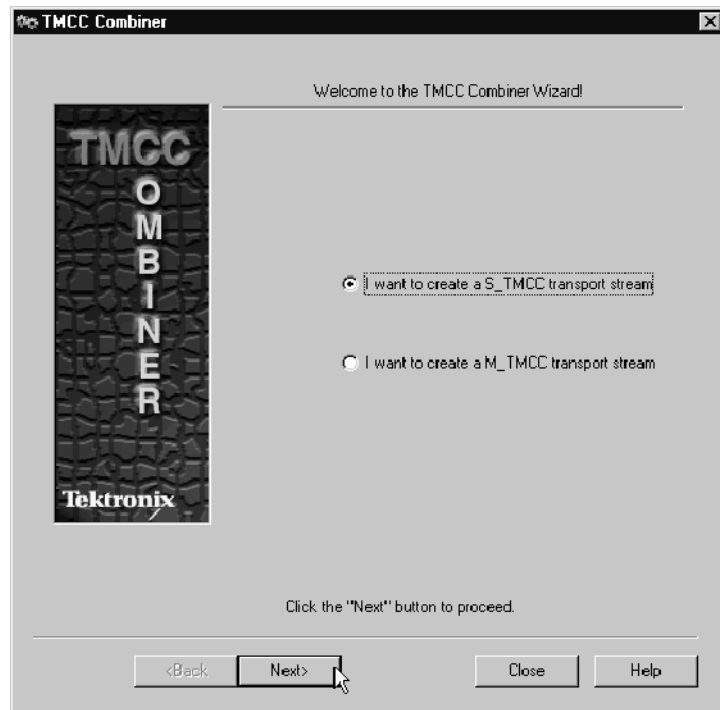 TMCC Combiner
Welcome to the TMCC Combiner Wizard!
TMCC
OMBINER
Tektronix
I want to create a S_TMCC transport stream
I want to create a M_TMCC transport stream
Click the "Next" button to proceed.
<Back Next> Close Help